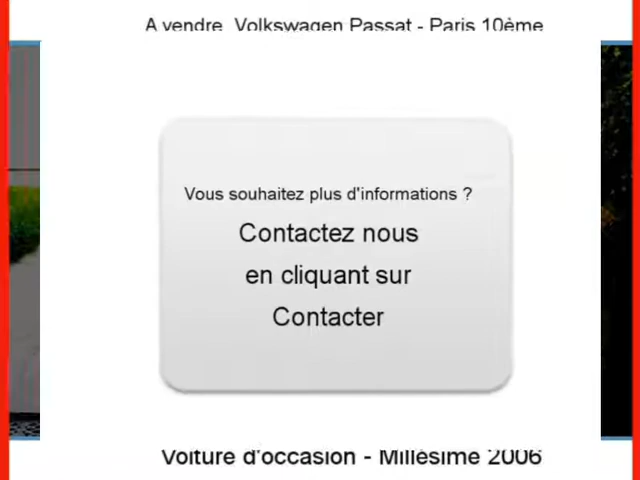 A vendre Volkswagen Passat - Paris 10ème
Vous souhaitez plus d'informations ?
Contactez nous
en cliquant sur
Contacter
Voiture d'occasion - Millésime 2006